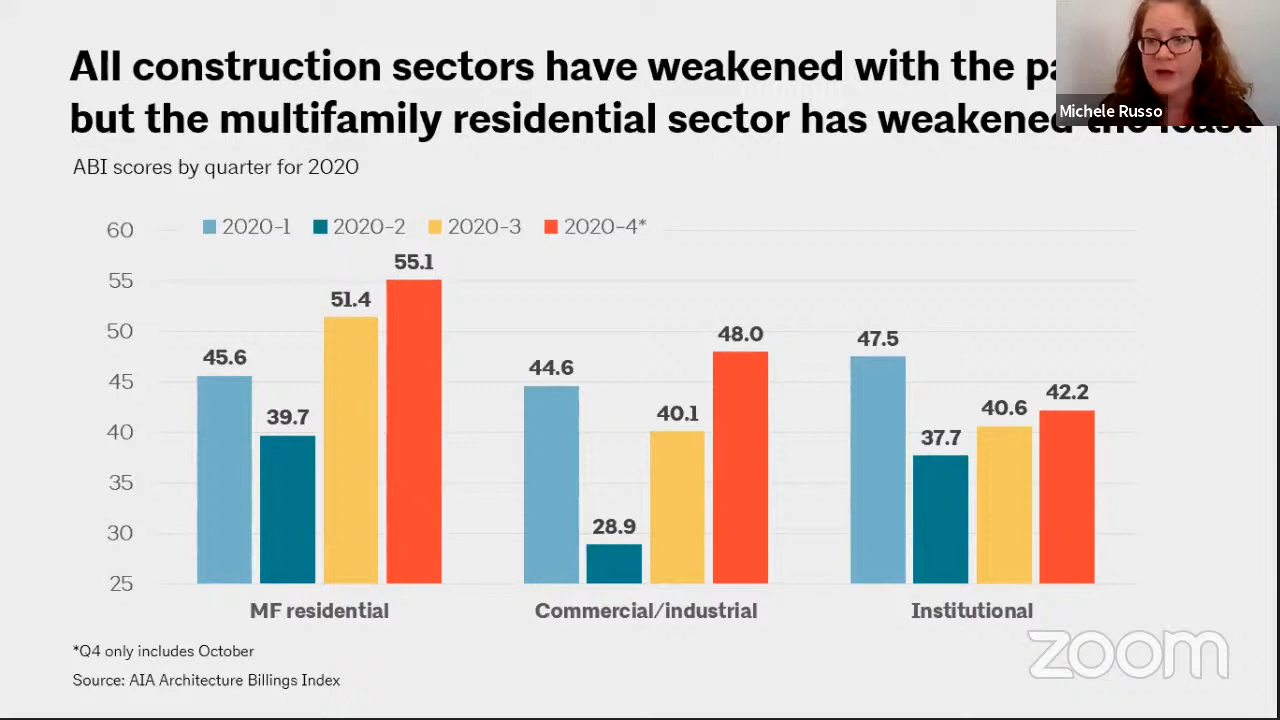 All construction sectors have weakened with the
but the multifamily residential sector has weakened the least
Michele Russo
ABI scores by quarter for 2020
2020-1 2020-2 2020-3 2020-4*
60
55
50
45
40
35
30
25
45.6 39.7 51.4 55.1
44.6 28.9 40.1 48.0
47.5 37.7 40.6 42.2
MF residential Commercial/industrial Institutional
*Q4 only includes October
Source: AIA Architecture Billings Index
zoom